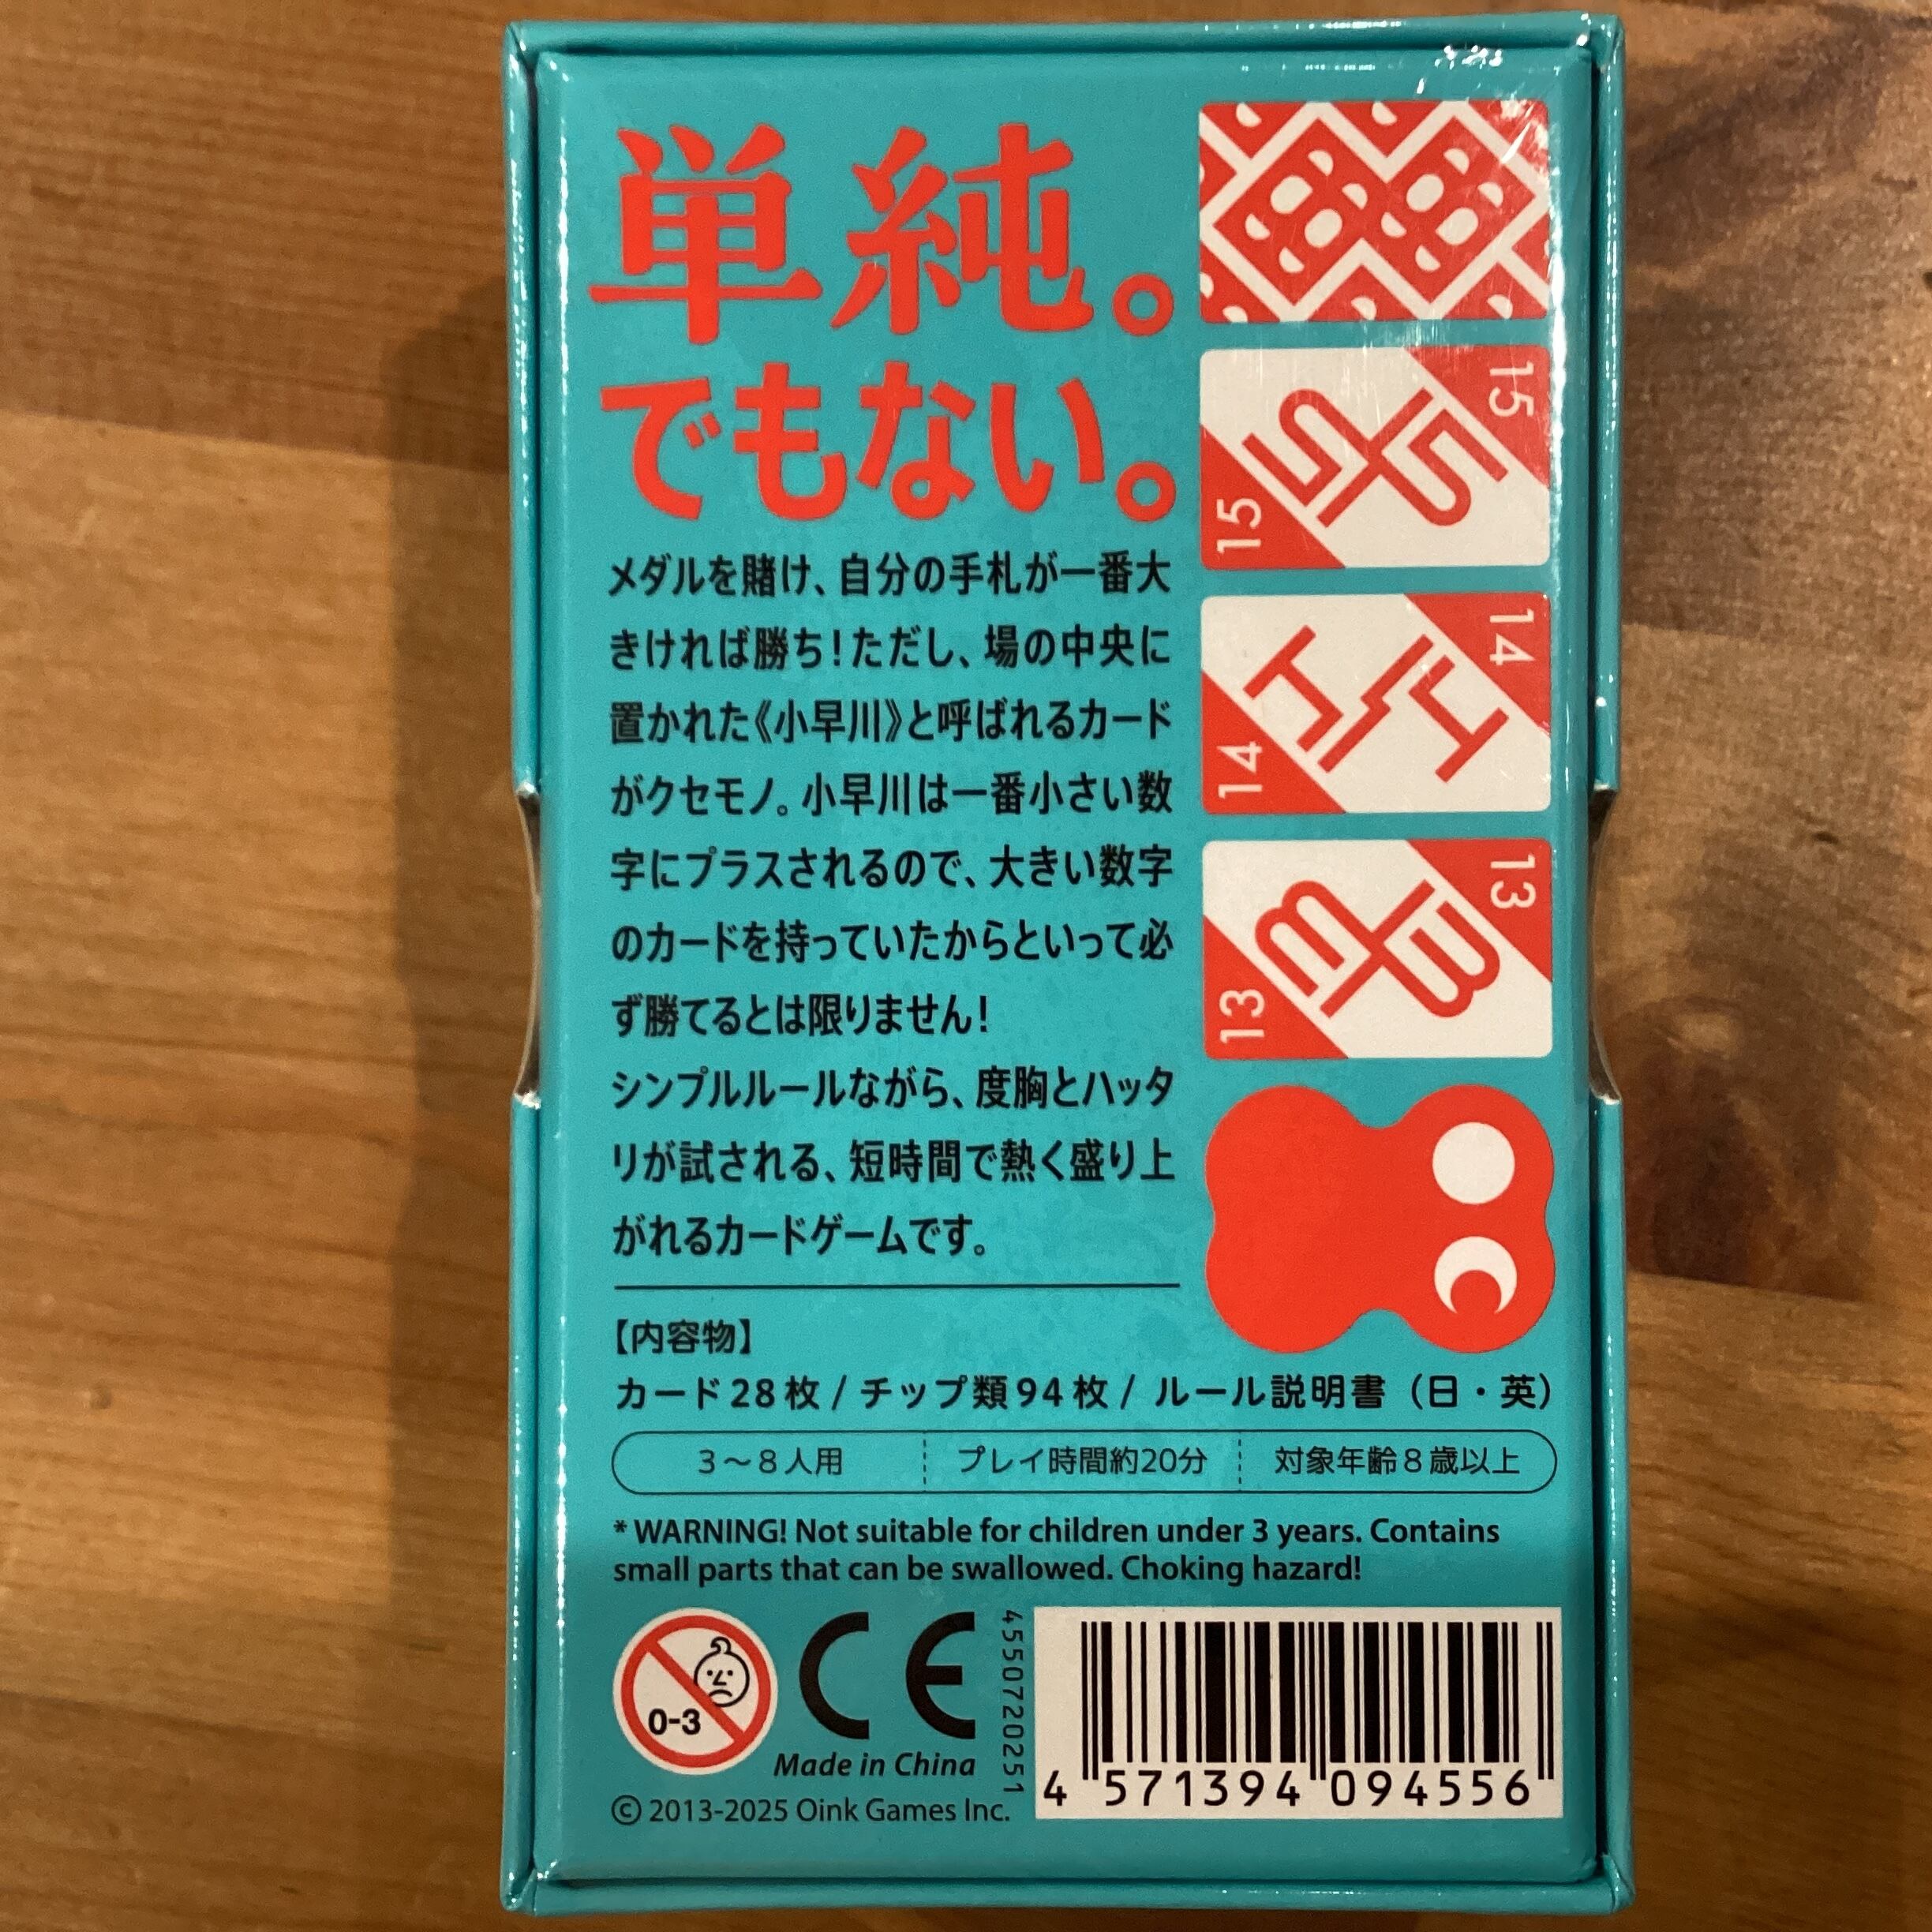 単純。
でもない。
メダルを賭け、自分の手札が一番大
きければ勝ち！ただし、場の中央に
置かれた《小早川》と呼ばれるカード
がクセモノ。小早川は一番小さい数
字にプラスされるので、大きい数字
のカードを持っていたからといって必
ず勝てるとは限りません！
シンプルルールながら、度胸とハッタ
リが試される、短時間で熱く盛り上
がれるカードゲームです。
15
15
14
14
13
13
【内容物】
カード28枚 / チップ類94枚 / ルール説明書（日・英）
3〜8人用 プレイ時間約20分 対象年齢8歳以上
* WARNING! Not suitable for children under 3 years. Contains
small parts that can be swallowed. Choking hazard!
0-3
CE
Made in China
© 2013-2025 Oink Games Inc.
4550720251
4 571394 094556